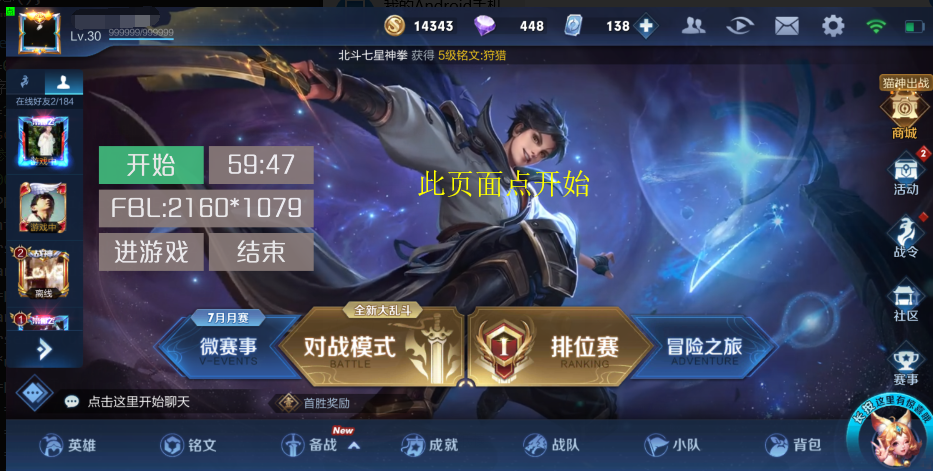 我的Android手机
Lv.30 999999/999999
14343 448 138
北斗七星神拳 获得 5级铭文:狩猎
在线好友2/184
猫神出战
商城
游戏中
开始 59:47
2
活动
此页面点开始
FBL:2160*1079
游戏中
进游戏 结束
战令
2
LOVE
离线
社区
1
全新大乱斗
7月月赛
微赛事 对战模式 排位赛 冒险之旅
V-EVENTS BATTLE RANKING ADVENTURE
赛事
点击这里开始聊天 首胜奖励
长按这里有惊喜哦
New
英雄 铭文 备战 成就 战队 小队 背包